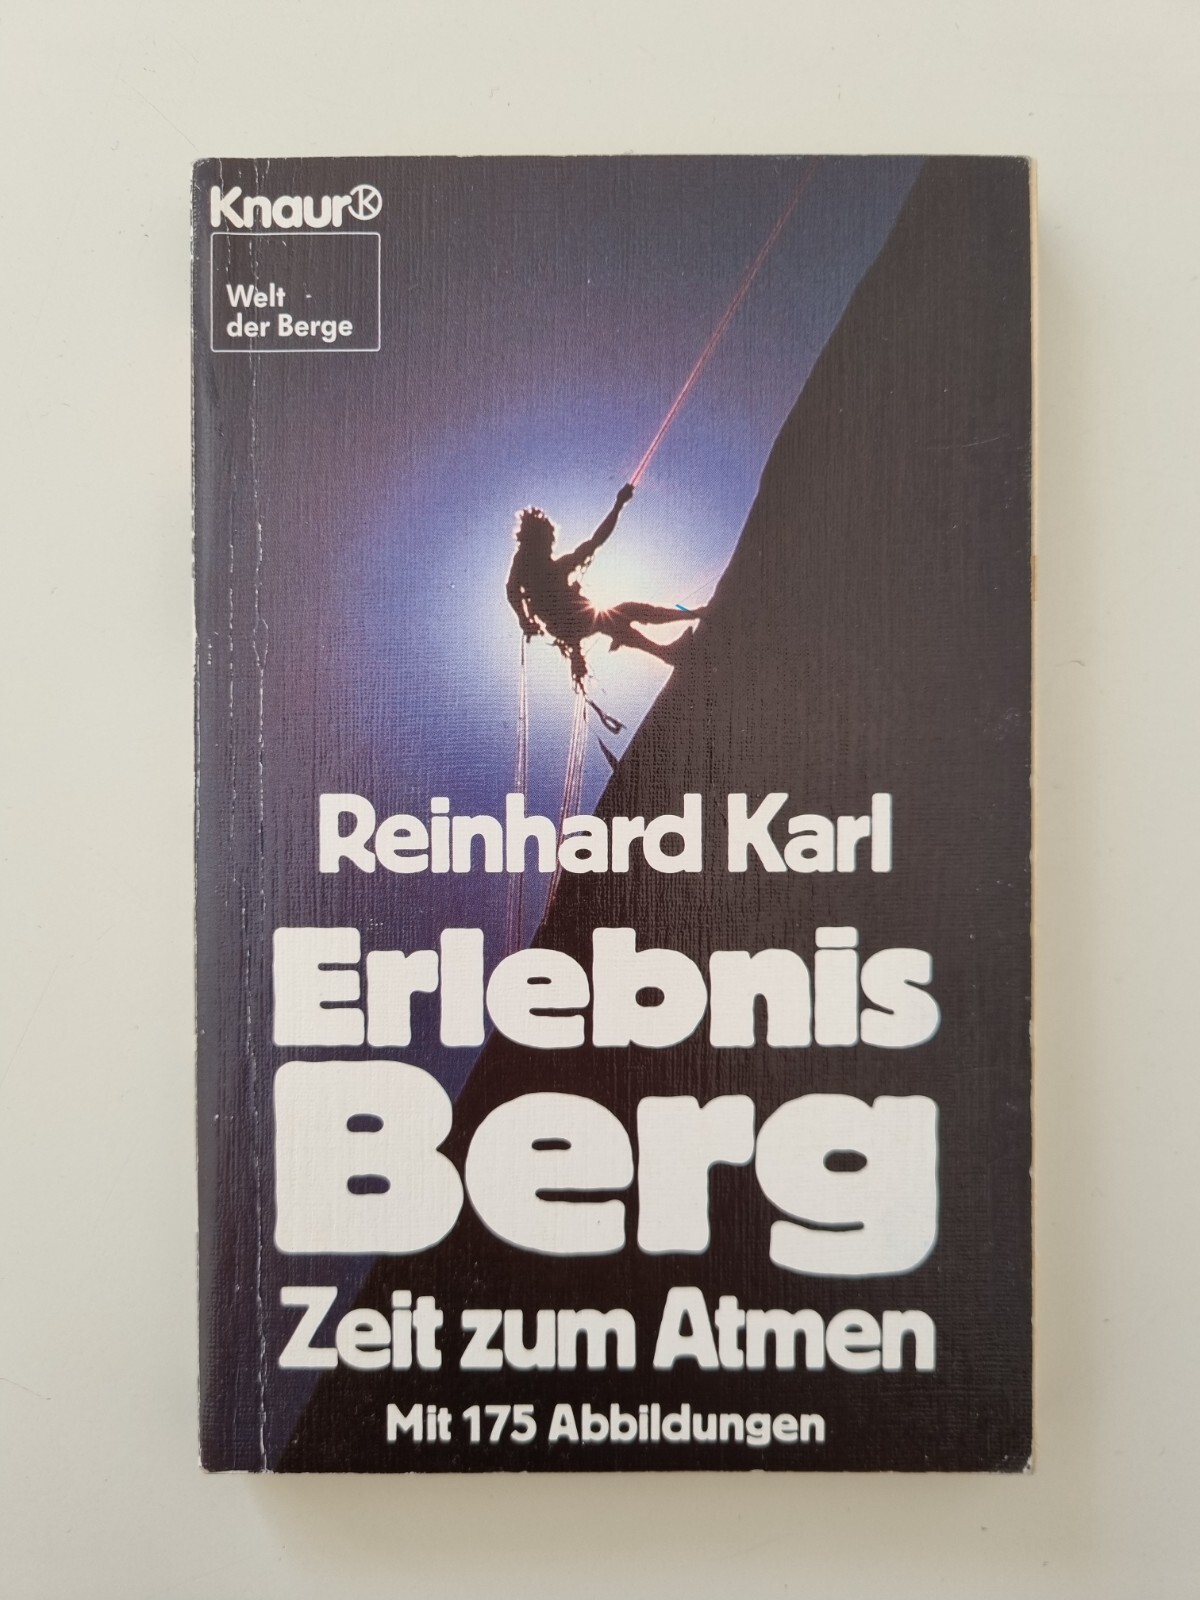 Knaur K
Welt
der Berge
Reinhard Karl
Erlebnis
Berg
Zeit zum Atmen
Mit 175 Abbildungen